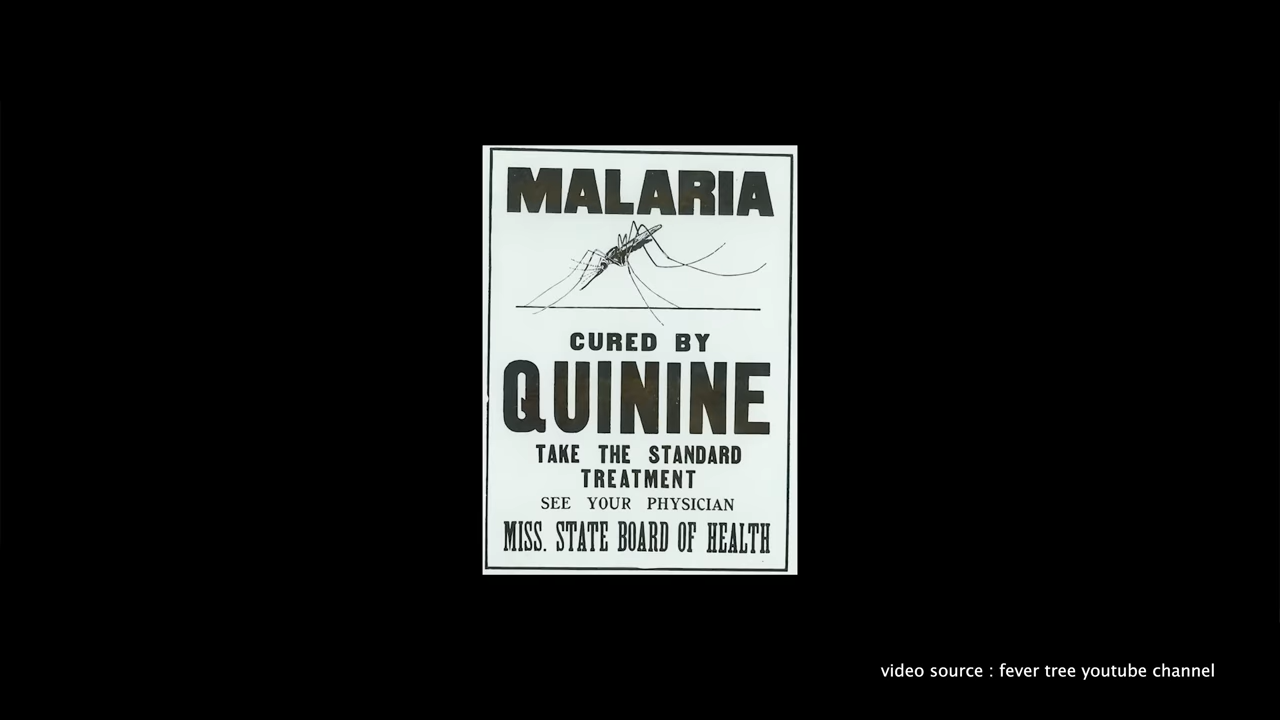 MALARIA
CURED BY
QUININE
TAKE THE STANDARD
TREATMENT
SEE YOUR PHYSICIAN
MISS. STATE BOARD OF HEALTH
video source : fever tree youtube channel